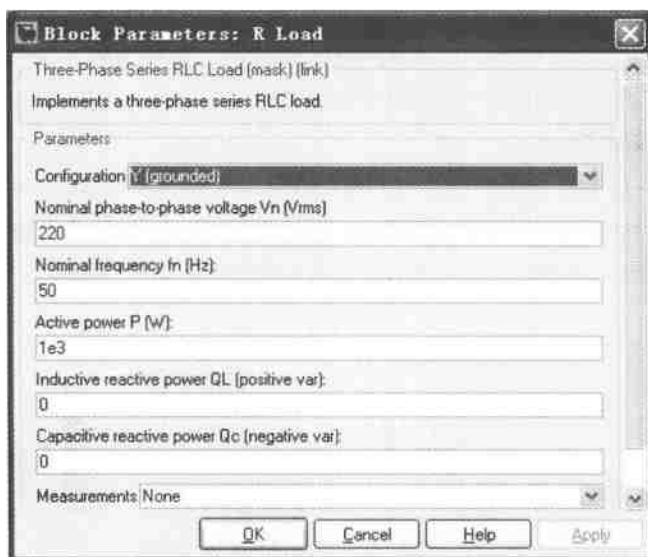 Block Parameters: R Load
Three-Phase Series RLC Load (mask) (link)
Implements a three-phase series RLC load.
Parameters
Configuration Y (grounded)
Nominal phase-to-phase voltage Vn (Vrms)
220
Nominal frequency fn (Hz):
50
Active power P (W):
1e3
Inductive reactive power QL (positive var):
0
Capacitive reactive power Qc (negative var):
0
Measurements None
OK Cancel Help Apply